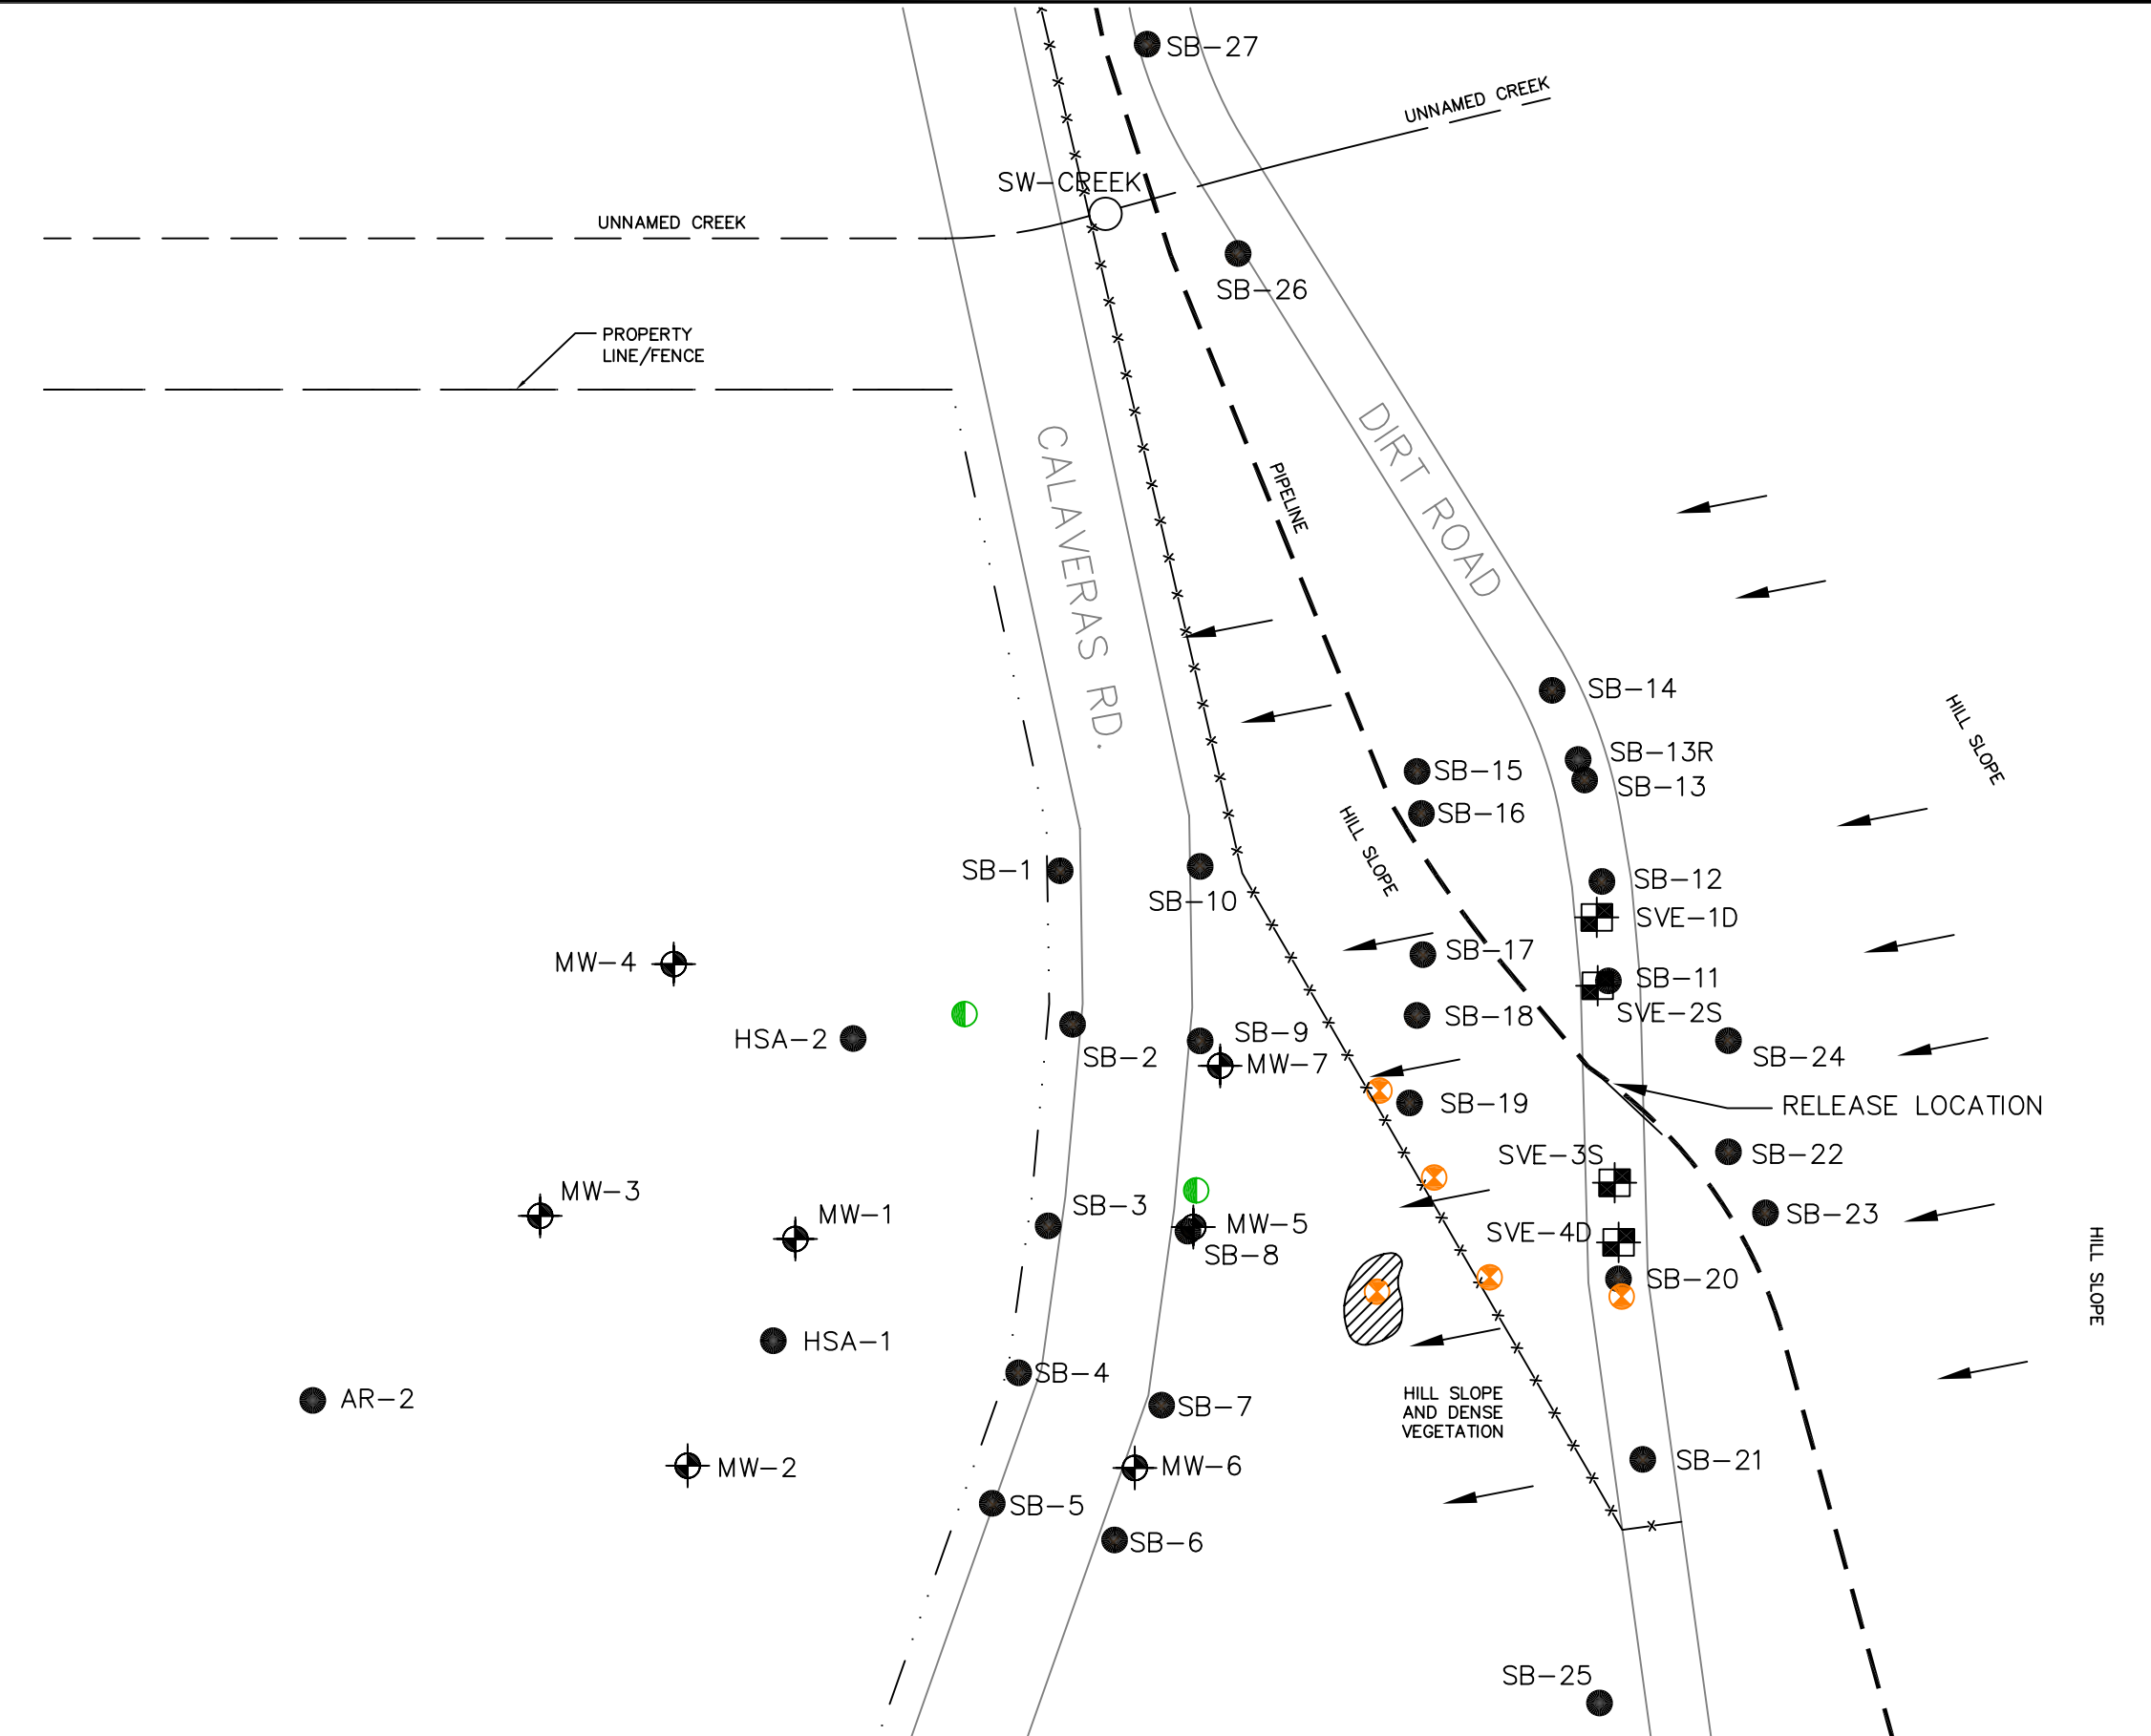 SB-27
UNNAMED CREEK
SW-CREEK
UNNAMED CREEK
SB-26
PROPERTY
LINE/FENCE
DIRT ROAD
CALAVERAS RD.
PIPELINE
SB-14
HILL SLOPE
SB-13R
SB-15
SB-13
SB-16
HILL SLOPE
SB-1
SB-12
SB-10
SVE-1D
SB-17
MW-4
SB-11
SVE-2S
SB-18
SB-9
HSA-2
SB-2
SB-24
MW-7
SB-19
RELEASE LOCATION
SVE-3S
SB-22
MW-3
SB-3
MW-1
SB-23
MW-5
SVE-4D
SB-8
HILL SLOPE
SB-20
HSA-1
SB-4
AR-2
HILL SLOPE
AND DENSE
VEGETATION
SB-7
SB-21
MW-2
MW-6
SB-5
SB-6
SB-25